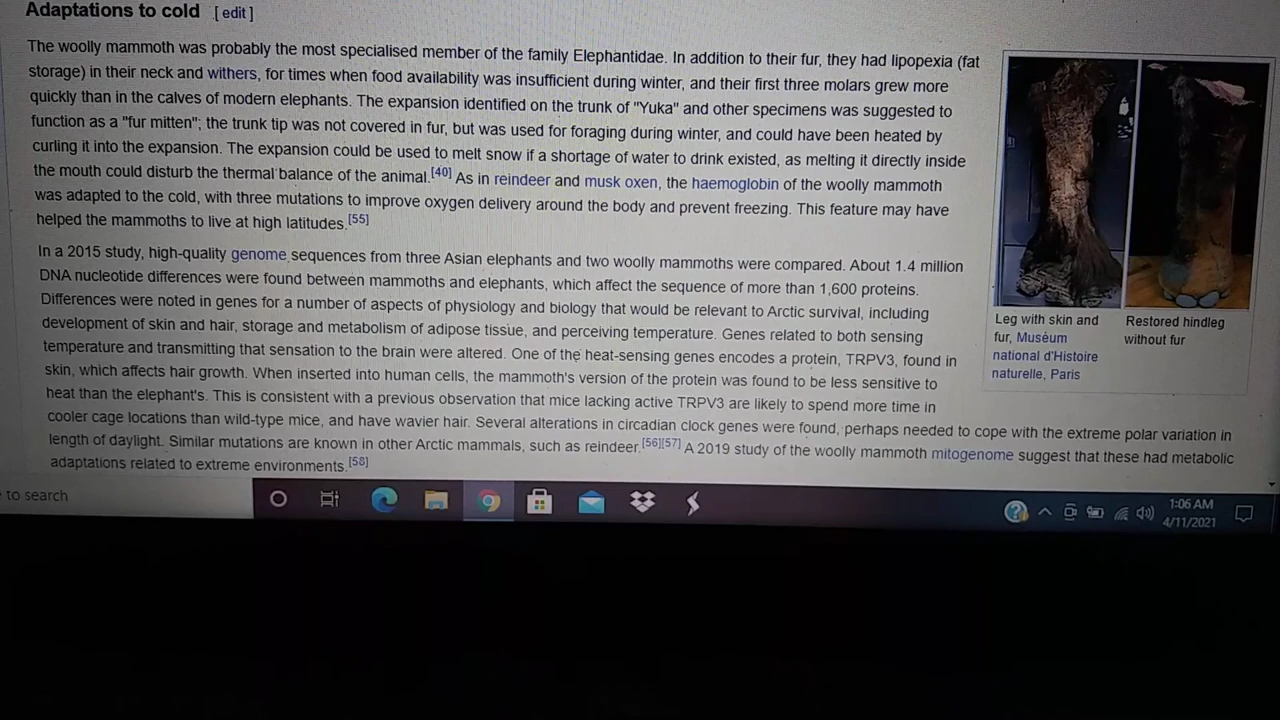 Adaptations to cold [ edit ]
The woolly mammoth was probably the most specialised member of the family Elephantidae. In addition to their fur, they had lipopexia (fat
storage) in their neck and withers, for times when food availability was insufficient during winter, and their first three molars grew more
quickly than in the calves of modern elephants. The expansion identified on the trunk of "Yuka" and other specimens was suggested to
function as a "fur mitten"; the trunk tip was not covered in fur, but was used for foraging during winter, and could have been heated by
curling it into the expansion. The expansion could be used to melt snow if a shortage of water to drink existed, as melting it directly inside
the mouth could disturb the thermal balance of the animal.[40] As in reindeer and musk oxen, the haemoglobin of the woolly mammoth
was adapted to the cold, with three mutations to improve oxygen delivery around the body and prevent freezing. This feature may have
helped the mammoths to live at high latitudes.[55]
In a 2015 study, high-quality genome sequences from three Asian elephants and two woolly mammoths were compared. About 1.4 million
DNA nucleotide differences were found between mammoths and elephants, which affect the sequence of more than 1,600 proteins.
Differences were noted in genes for a number of aspects of physiology and biology that would be relevant to Arctic survival, including
development of skin and hair, storage and metabolism of adipose tissue, and perceiving temperature. Genes related to both sensing
temperature and transmitting that sensation to the brain were altered. One of the heat-sensing genes encodes a protein, TRPV3, found in
skin, which affects hair growth. When inserted into human cells, the mammoth's version of the protein was found to be less sensitive to
heat than the elephant's. This is consistent with a previous observation that mice lacking active TRPV3 are likely to spend more time in
cooler cage locations than wild-type mice, and have wavier hair. Several alterations in circadian clock genes were found, perhaps needed to cope with the extreme polar variation in
length of daylight. Similar mutations are known in other Arctic mammals, such as reindeer.[56][57] A 2019 study of the woolly mammoth mitogenome suggest that these had metabolic
adaptations related to extreme environments.[58]
Leg with skin and
fur, Muséum
national d'Histoire
naturelle, Paris
Restored hindleg
without fur
to search
1:06 AM
4/11/2021